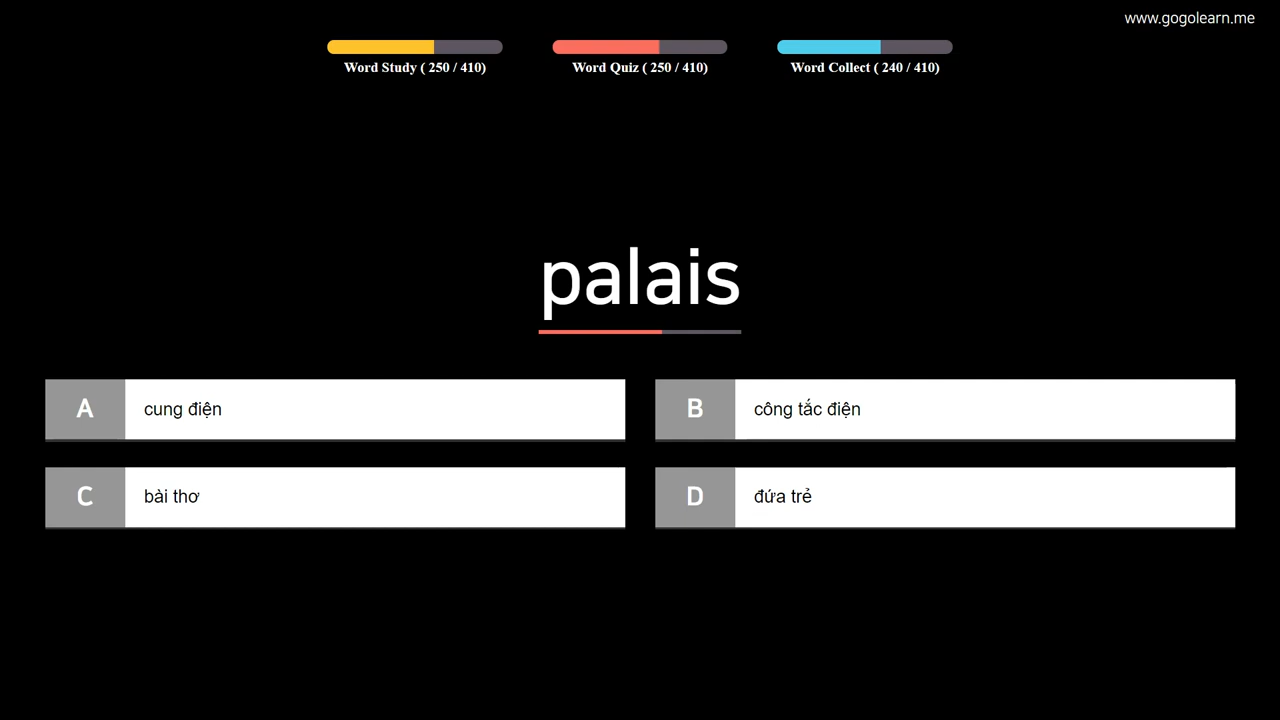 www.gogolearn.me
Word Study ( 250 / 410)
Word Quiz ( 250 / 410)
Word Collect ( 240 / 410)
palais
A cung điện
B công tắc điện
C bài thơ
D đứa trẻ